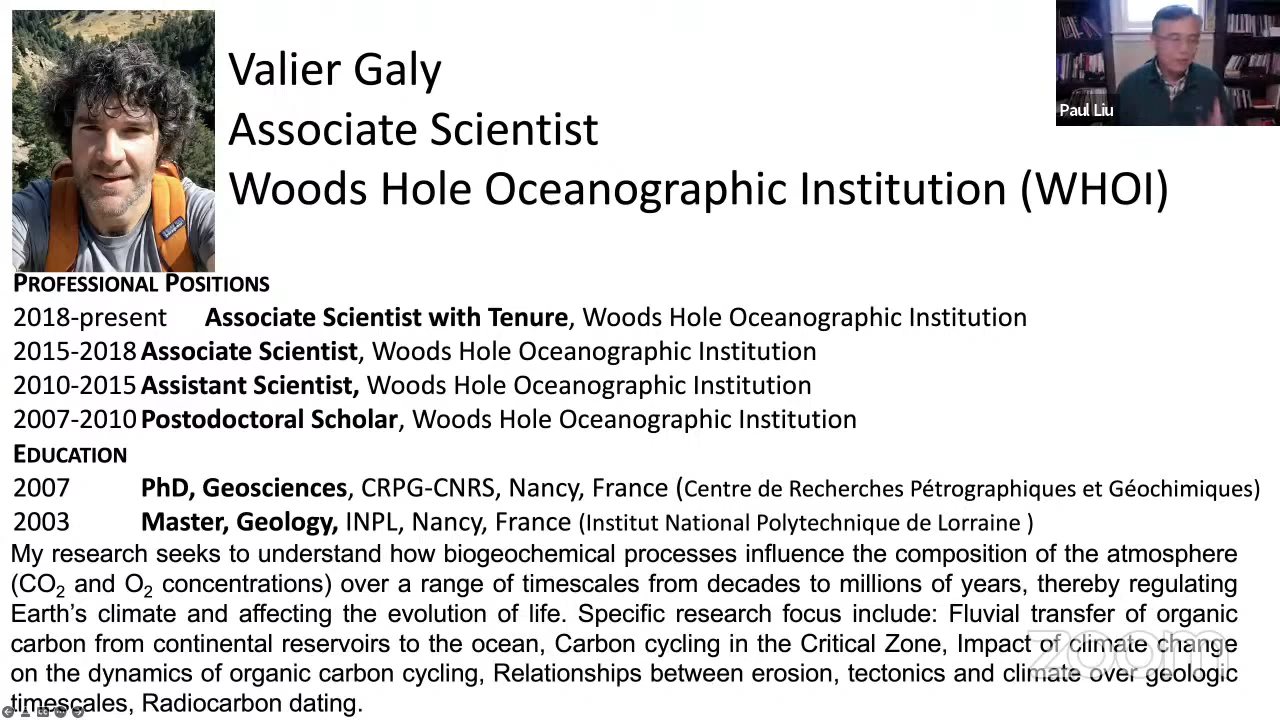 Valier Galy
Associate Scientist
Woods Hole Oceanographic Institution (WHOI)
Paul Liu
PROFESSIONAL POSITIONS
2018-present Associate Scientist with Tenure, Woods Hole Oceanographic Institution
2015-2018 Associate Scientist, Woods Hole Oceanographic Institution
2010-2015 Assistant Scientist, Woods Hole Oceanographic Institution
2007-2010 Postodoctoral Scholar, Woods Hole Oceanographic Institution
EDUCATION
2007 PhD, Geosciences, CRPG-CNRS, Nancy, France (Centre de Recherches Pétrographiques et Géochimiques)
2003 Master, Geology, INPL, Nancy, France (Institut National Polytechnique de Lorraine )
My research seeks to understand how biogeochemical processes influence the composition of the atmosphere
(CO₂ and O₂ concentrations) over a range of timescales from decades to millions of years, thereby regulating
Earth's climate and affecting the evolution of life. Specific research focus include: Fluvial transfer of organic
carbon from continental reservoirs to the ocean, Carbon cycling in the Critical Zone, Impact of climate change
on the dynamics of organic carbon cycling, Relationships between erosion, tectonics and climate over geologic
timescales, Radiocarbon dating.
zoom